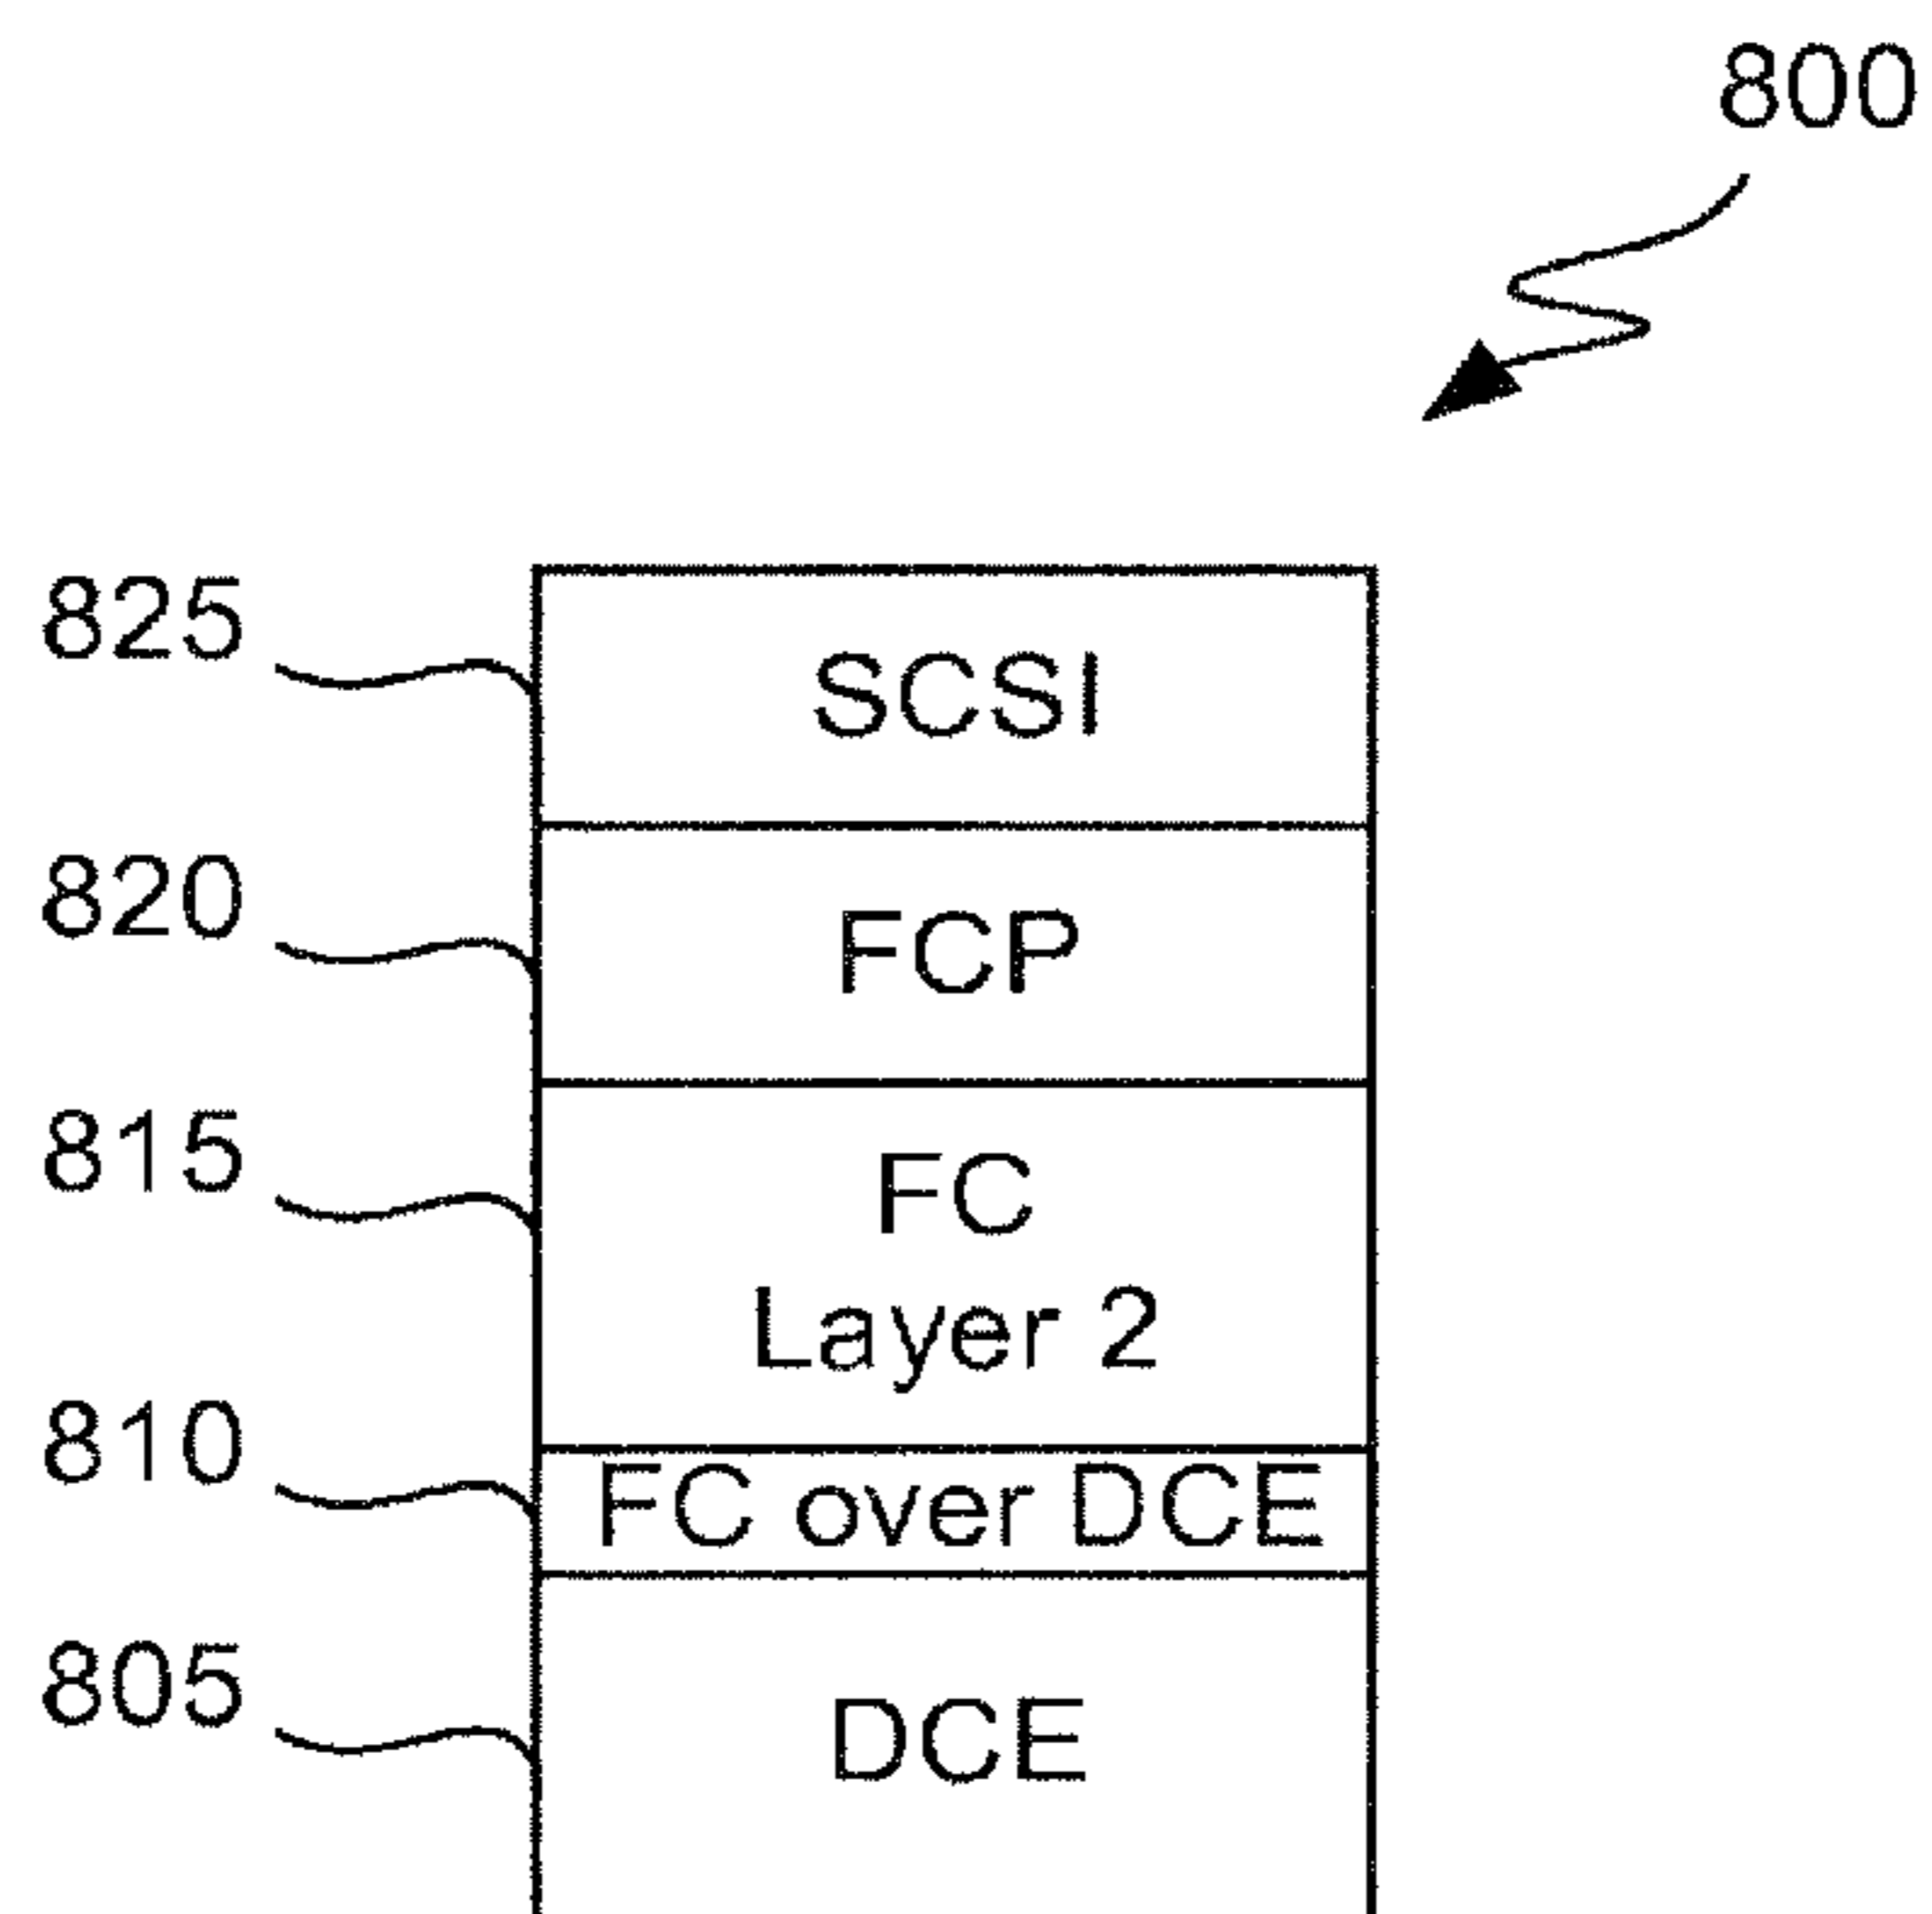 800
825
SCSI
820
FCP
815
FC
Layer 2
810
FC over DCE
805
DCE